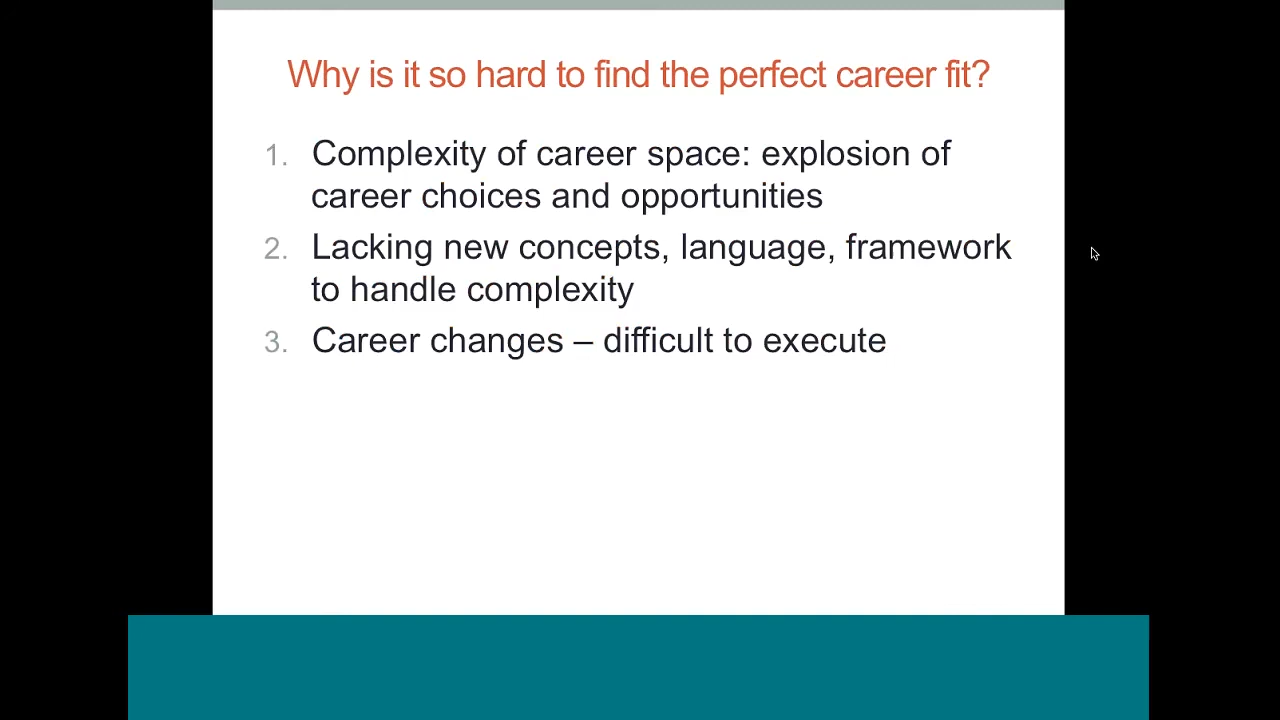 Why is it so hard to find the perfect career fit?
1. Complexity of career space: explosion of
career choices and opportunities
2. Lacking new concepts, language, framework
to handle complexity
3. Career changes – difficult to execute